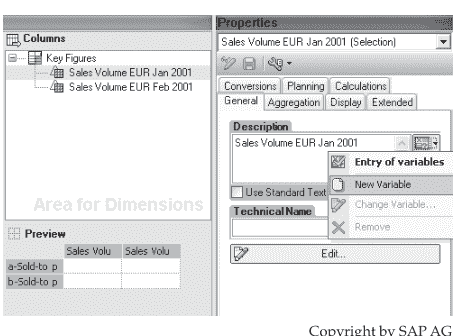 Columns
Key Figures
Sales Volume EUR Jan 2001
Sales Volume EUR Feb 2001
Area for Dimensions
Preview
Sales Volu Sales Volu
a-Sold-to p
b-Sold-to p
Properties
Sales Volume EUR Jan 2001 (Selection)
Conversions Planning Calculations
General Aggregation Display Extended
Description
Sales Volume EUR Jan 2001
Entry of variables
New Variable
Change Variable...
Remove
Use Standard Text
Technical Name
Edit...
Copyright by SAP AG